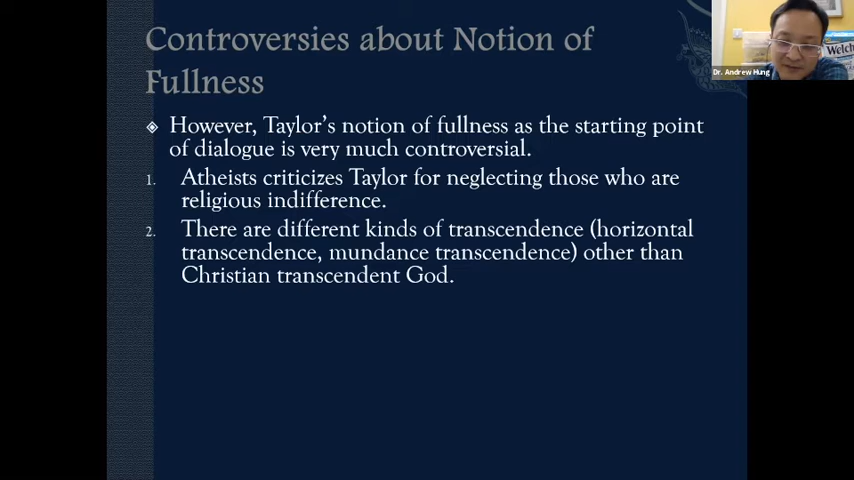 Controversies about Notion of
Fullness
However, Taylor's notion of fullness as the starting point
of dialogue is very much controversial.
1. Atheists criticizes Taylor for neglecting those who are
religious indifference.
2. There are different kinds of transcendence (horizontal
transcendence, mundance transcendence) other than
Christian transcendent God.
Dr. Andrew Hung
Welch